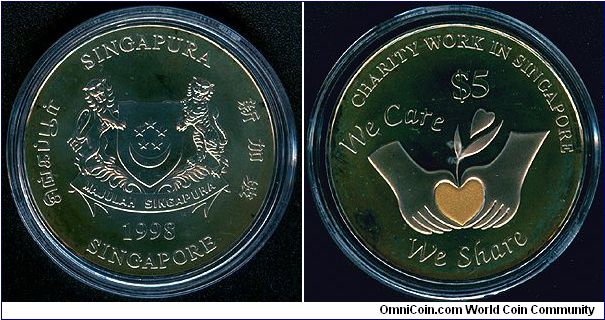 SINGAPURA
சிங்கப்பூர்
新加坡
MAJULAH SINGAPURA
1998
SINGAPORE
CHARITY WORK IN SINGAPORE
$5
We Care
We Share
OmniCoin.com World Coin Community